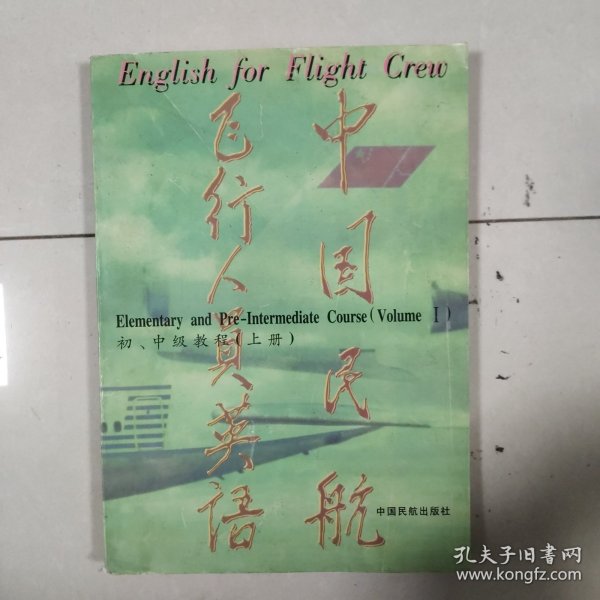 English for Flight Crew
中国民航
飞行人員英語
Elementary and Pre-Intermediate Course (Volume Ⅰ)
初、中级教程(上册)
中国民航出版社
孔夫子旧书网
www.kongfz.com